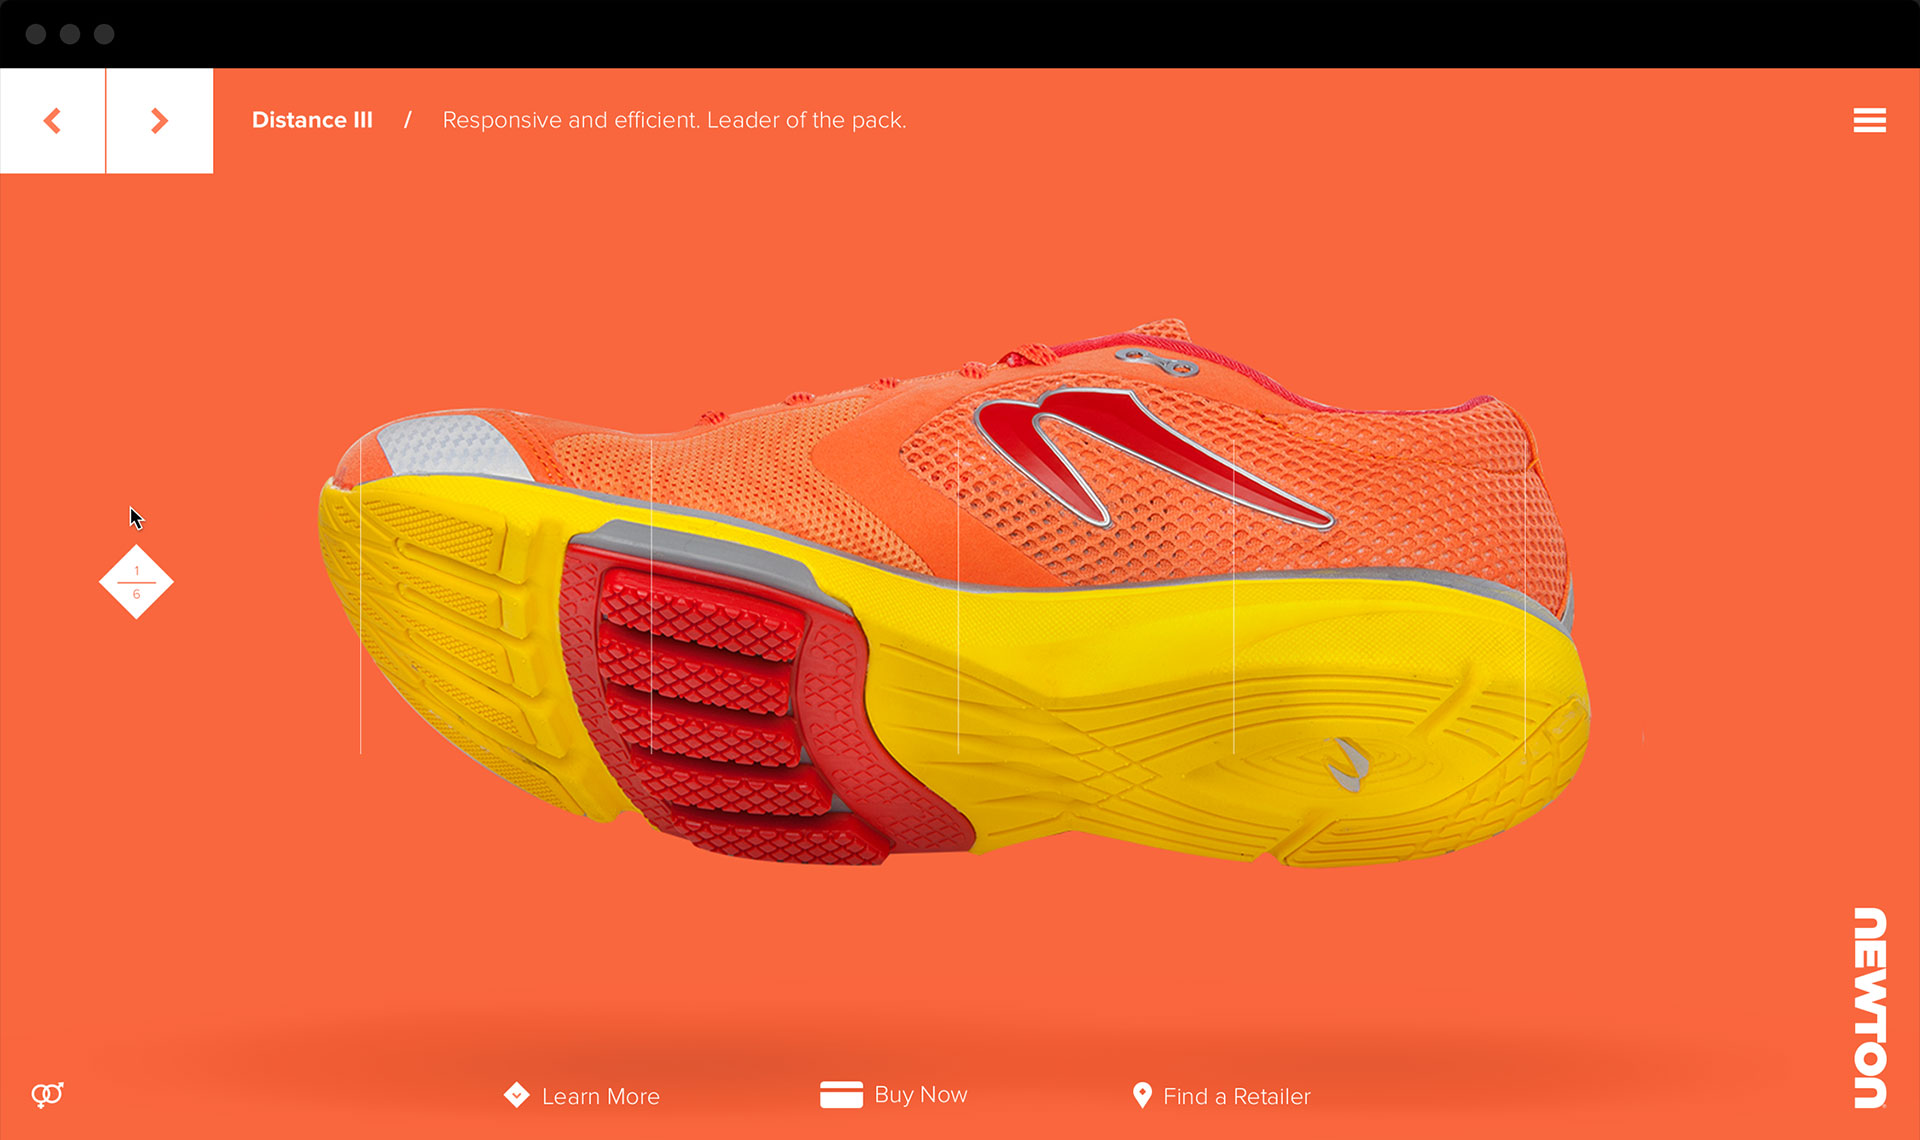 Distance III / Responsive and efficient. Leader of the pack.
1
6
Learn More
Buy Now
Find a Retailer
NEWTON